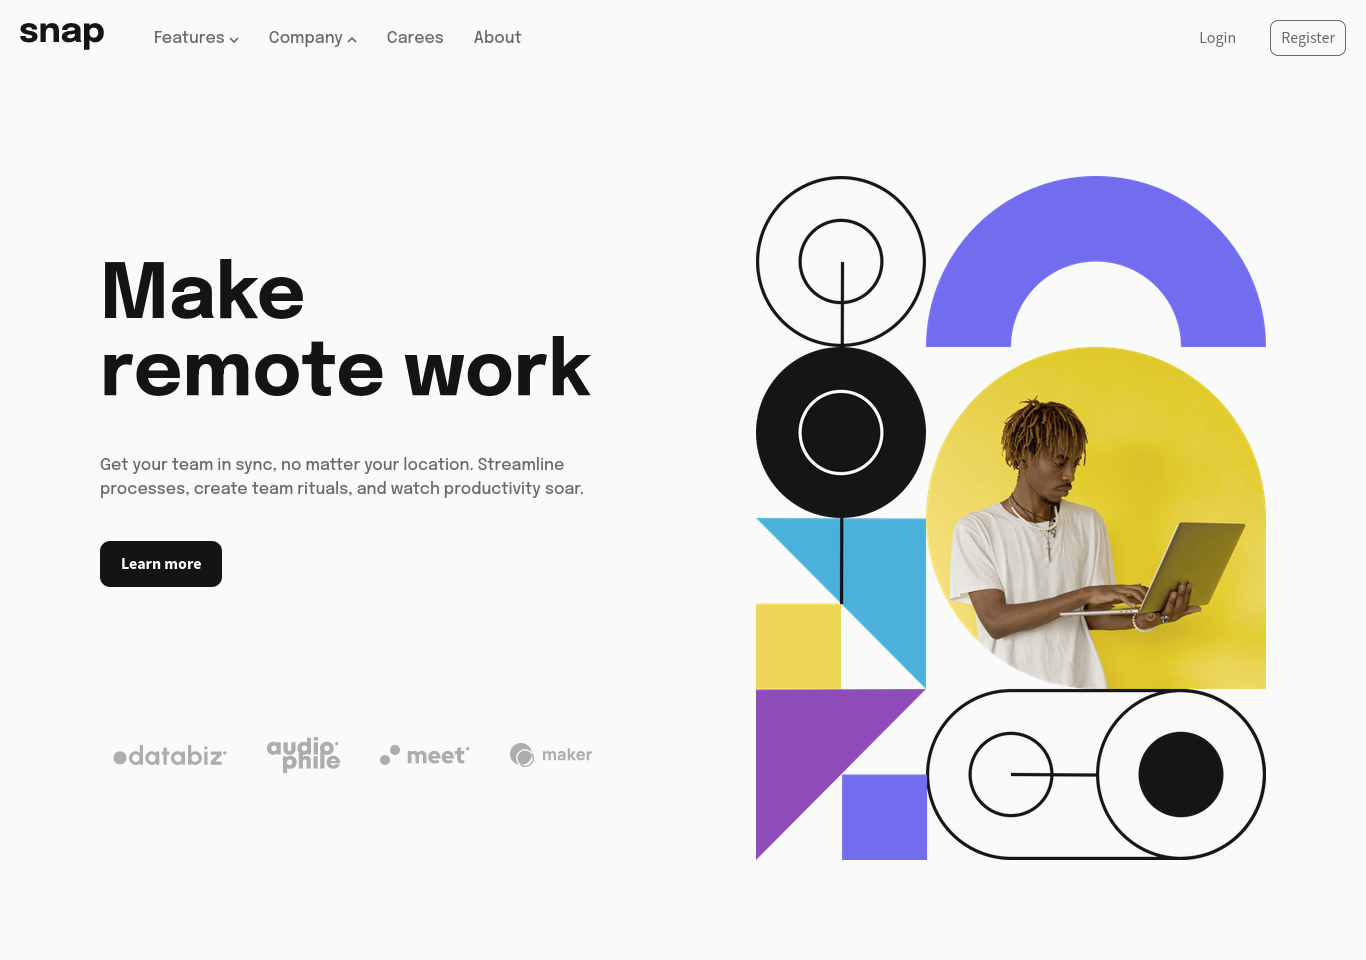 snap
Features
Company
Carees
About
Login
Register
Make
remote work
Get your team in sync, no matter your location. Streamline
processes, create team rituals, and watch productivity soar.
Learn more
databiz
audiophile
meet
maker